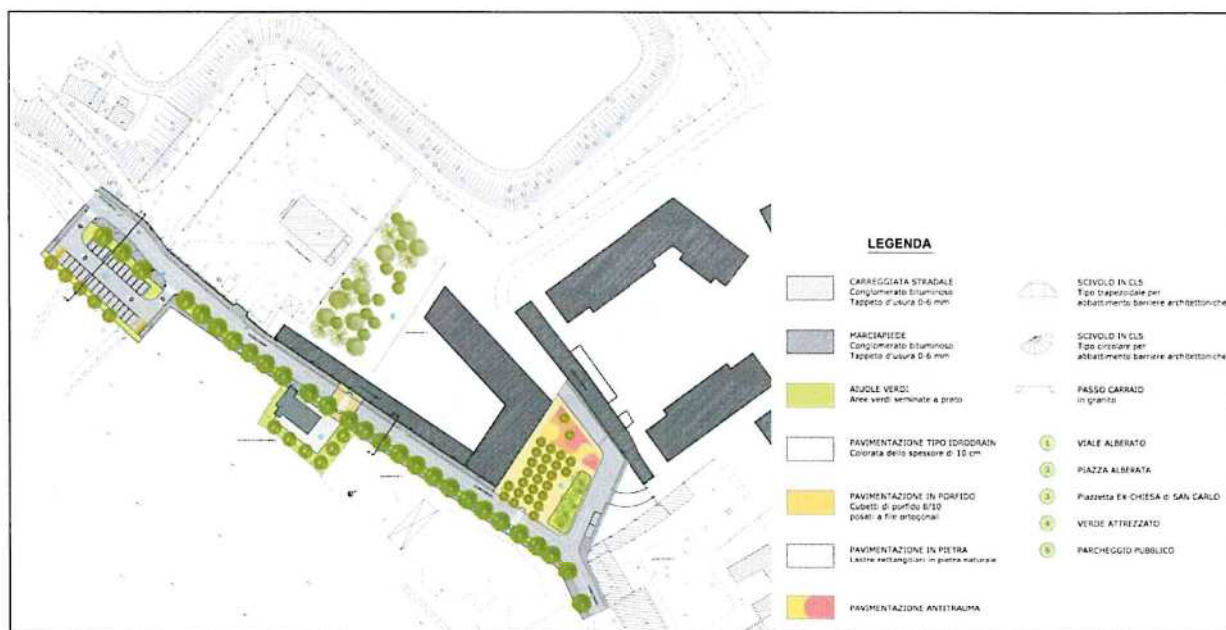 LEGENDA
CARREGGIATA STRADALE
Conglomerato bituminoso
Tappeto d'usura 0-6 mm
MARCIAPIEDE
Conglomerato bituminoso
Tappeto d'usura 0-6 mm
AIUOLE VERDI
Aree verdi seminate a prato
PAVIMENTAZIONE TIPO IDRODRAIN
Colorata dello spessore di 10 cm
PAVIMENTAZIONE IN PORFIDO
Cubetti di porfido 8/10
posati a file ortogonali
PAVIMENTAZIONE IN PIETRA
Lastre rettangolari in pietra naturale
PAVIMENTAZIONE ANTITRAUMA
SCIVOLO IN CLS
Tipo trapezoidale per
abbattimento barriere architettoniche
SCIVOLO IN CLS
Tipo circolare per
abbattimento barriere architettoniche
PASSO CARRAIO
in granito
1 VIALE ALBERATO
2 PIAZZA ALBERATA
3 Piazzetta EX-CHIESA di SAN CARLO
4 VERDE ATTREZZATO
5 PARCHEGGIO PUBBLICO